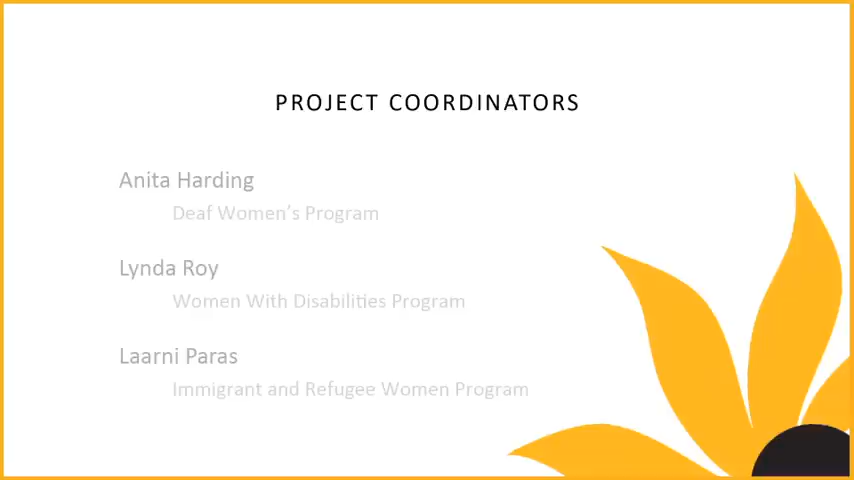 PROJECT COORDINATORS
Anita Harding
Deaf Women’s Program
Lynda Roy
Women With Disabilities Program
Laarni Paras
Immigrant and Refugee Women Program